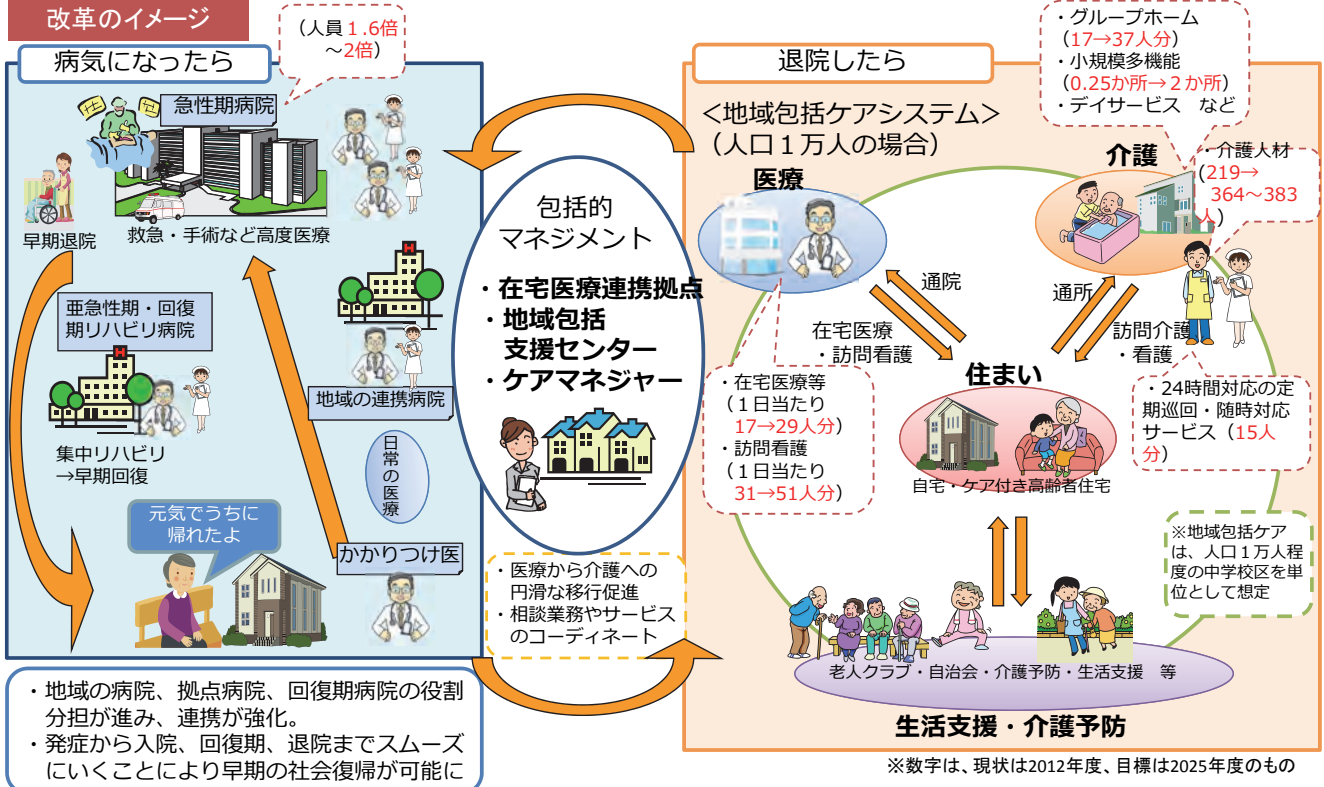 改革のイメージ
(人員1.6倍
～2倍)
病気になったら
急性期病院
早期退院
救急・手術など高度医療
亜急性期・回復
期リハビリ病院
集中リハビリ
→早期回復
地域の連携病院
日常の医療
元気でうちに
帰れたよ
かかりつけ医
・地域の病院、拠点病院、回復期病院の役割
分担が進み、連携が強化。
・発症から入院、回復期、退院までスムーズ
にいくことにより早期の社会復帰が可能に
包括的
マネジメント
・在宅医療連携拠点
・地域包括
支援センター
・ケアマネジャー
・医療から介護への
円滑な移行促進
・相談業務やサービス
のコーディネート
退院したら
＜地域包括ケアシステム＞
(人口１万人の場合)
・グループホーム
(17→37人分)
・小規模多機能
(0.25か所→２か所)
・デイサービス　など
介護
・介護人材
(219→
364～383
人)
医療
通院
在宅医療
・訪問看護
通所
訪問介護
・看護
・在宅医療等
(１日当たり
17→29人分)
・訪問看護
(１日当たり
31→51人分)
・24時間対応の定
期巡回・随時対応
サービス(15人
分)
住まい
自宅・ケア付き高齢者住宅
※地域包括ケア
は、人口１万人程
度の中学校区を単
位として想定
老人クラブ・自治会・介護予防・生活支援　等
生活支援・介護予防
※数字は、現状は2012年度、目標は2025年度のもの